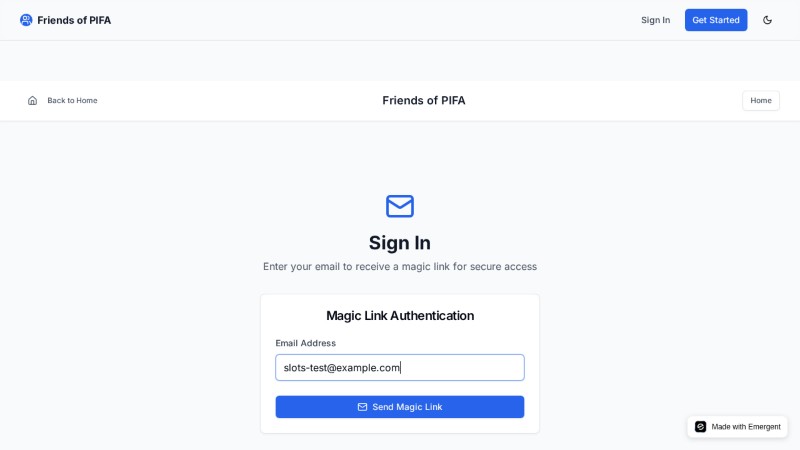 Friends of PIFA
Sign In
Get Started
Back to Home
Friends of PIFA
Home
Sign In
Enter your email to receive a magic link for secure access
Magic Link Authentication
Email Address
slots-test@example.com
Send Magic Link
Made with Emergent